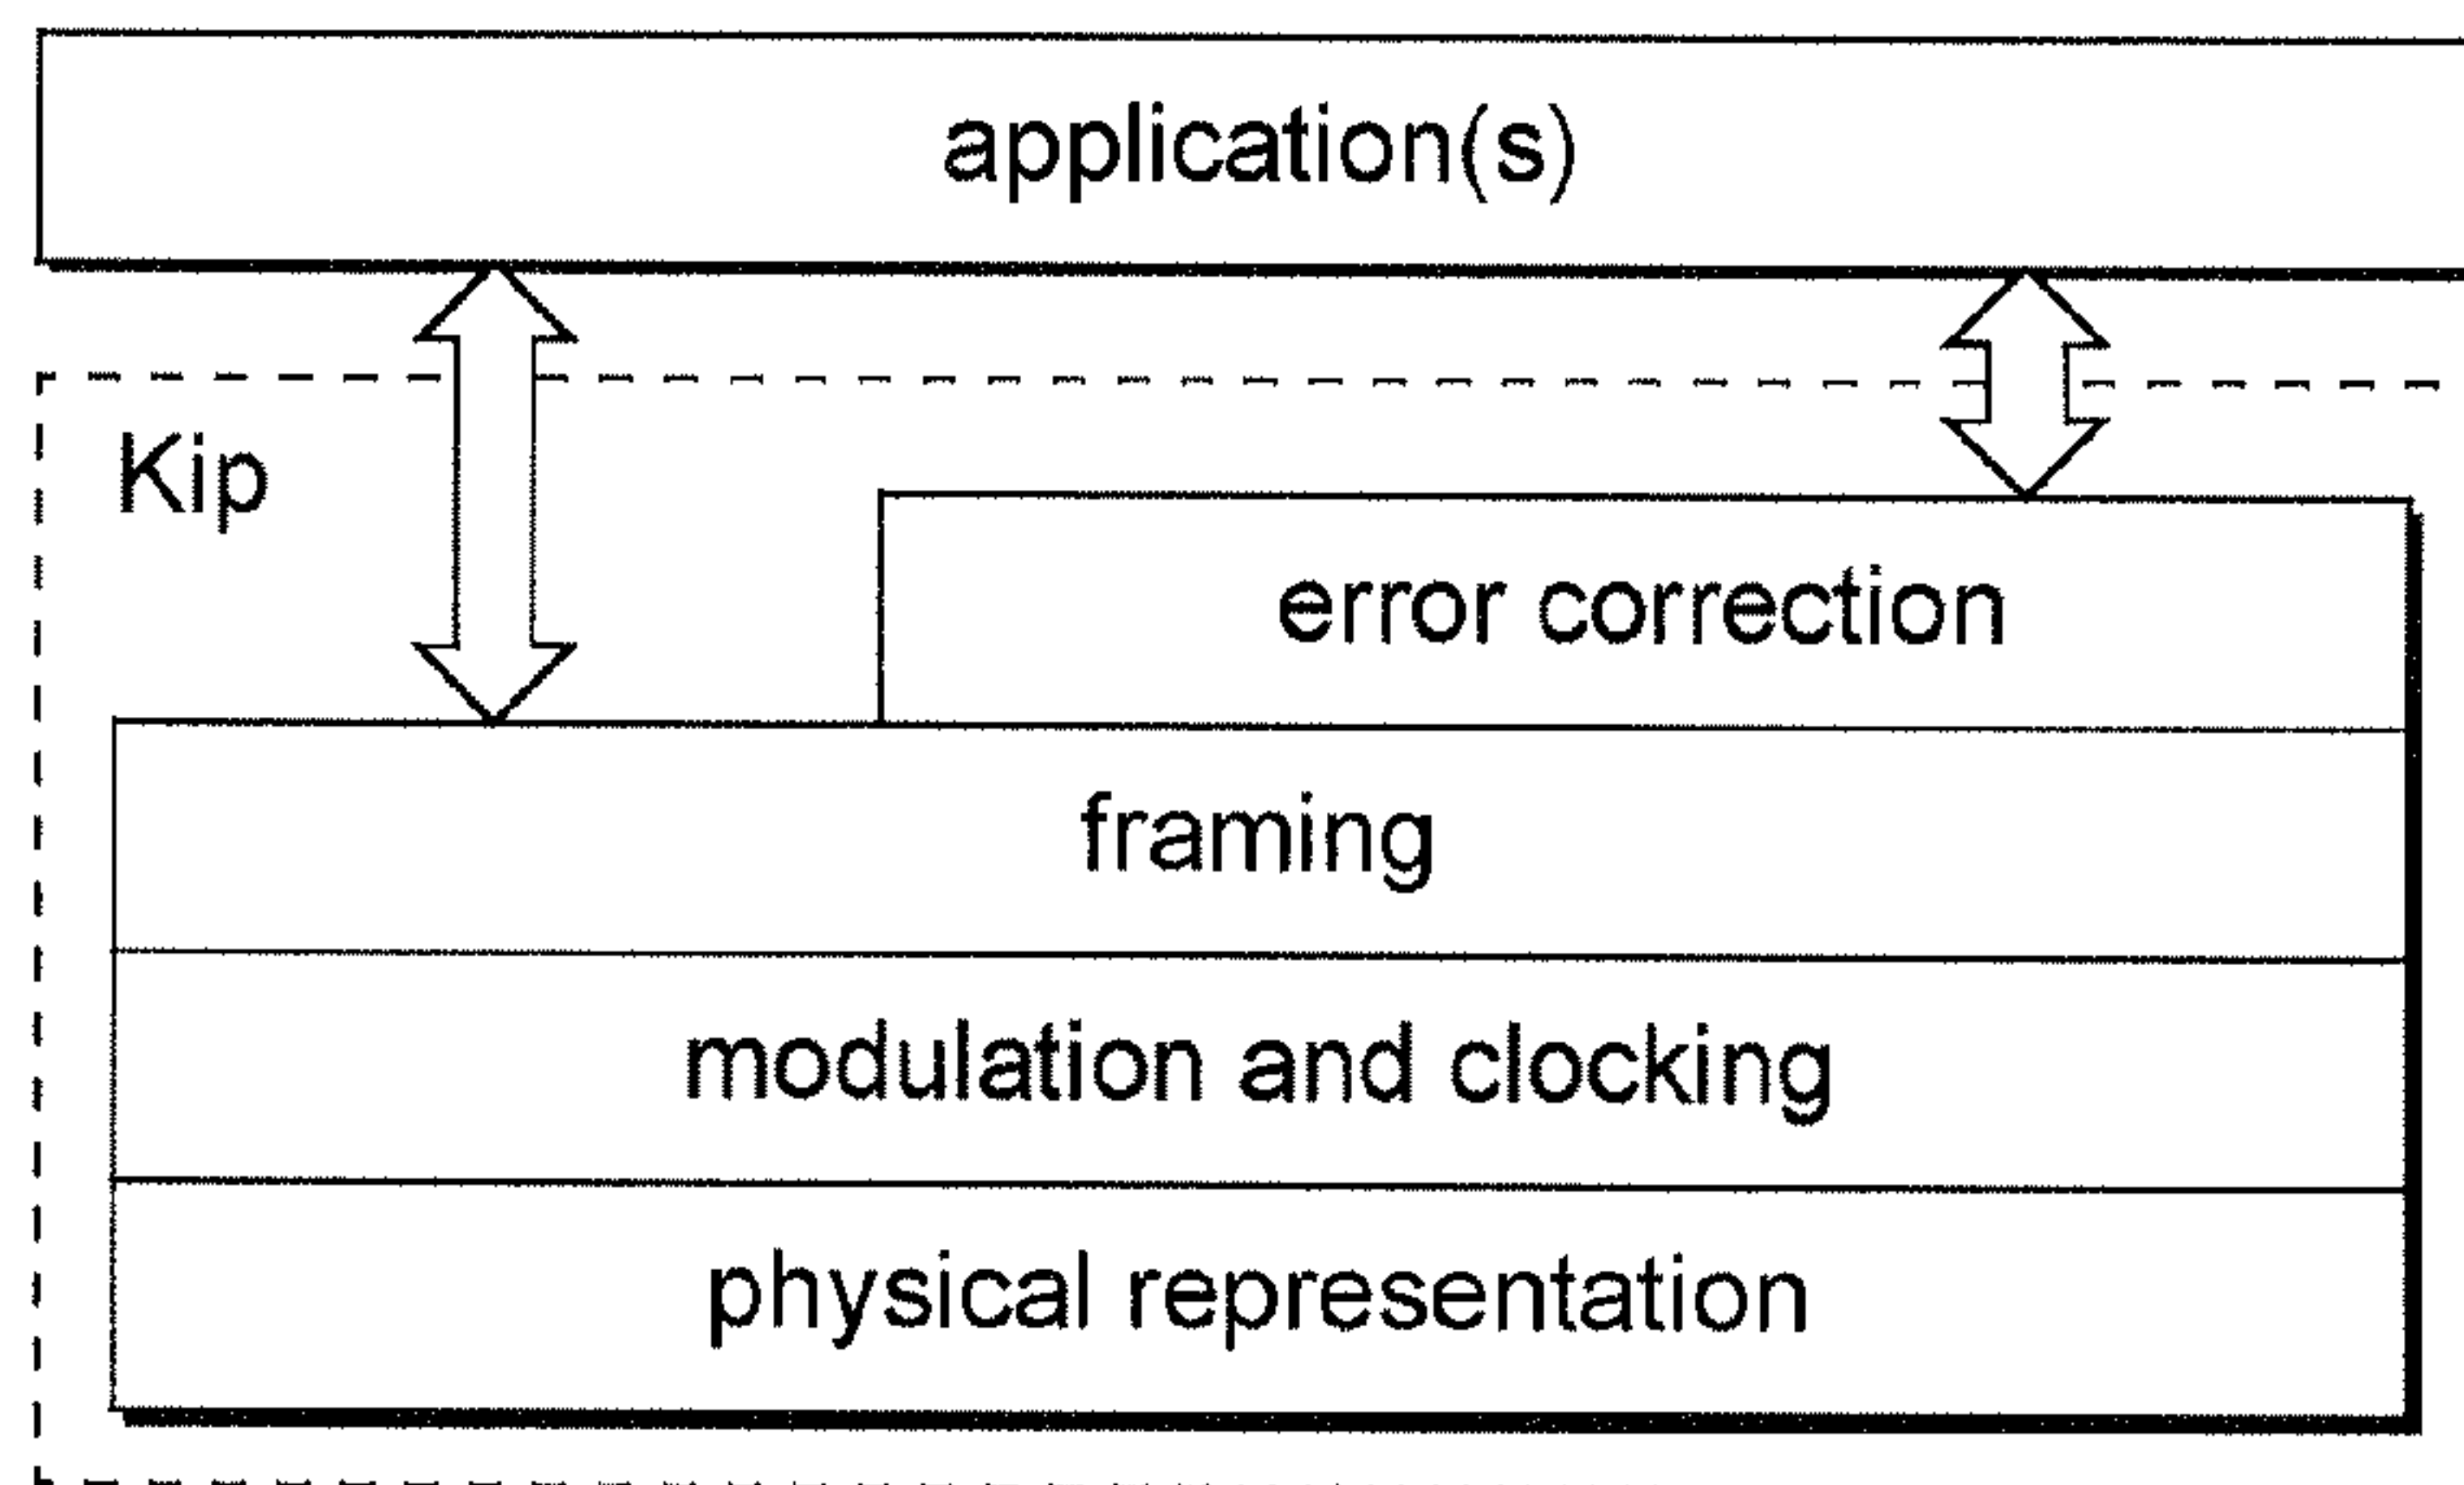 application(s)
Kip
error correction
framing
modulation and clocking
physical representation